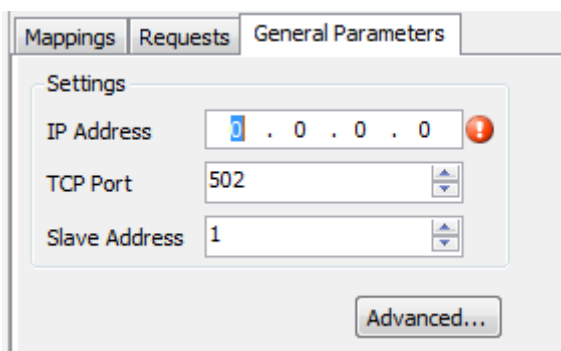 Mappings Requests General Parameters
Settings
IP Address 0 . 0 . 0 . 0
TCP Port 502
Slave Address 1
Advanced...